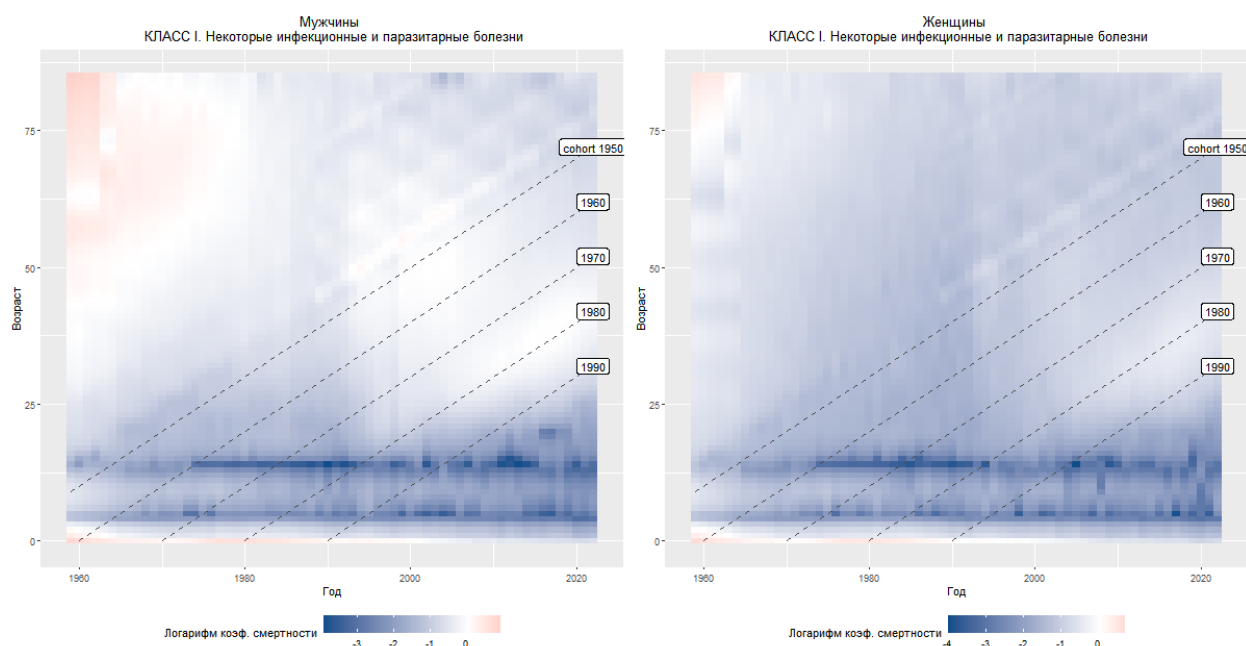 Мужчины
КЛАСС I. Некоторые инфекционные и паразитарные болезни
75
50
25
0
Возраст
cohort 1950
1960
1970
1980
1990
1960
1980
2000
2020
Год
Логарифм коэф. смертности
-3
-2
-1
0
Женщины
КЛАСС I. Некоторые инфекционные и паразитарные болезни
75
50
25
0
Возраст
cohort 1950
1960
1970
1980
1990
1960
1980
2000
2020
Год
Логарифм коэф. смертности
-4
-3
-2
-1
0